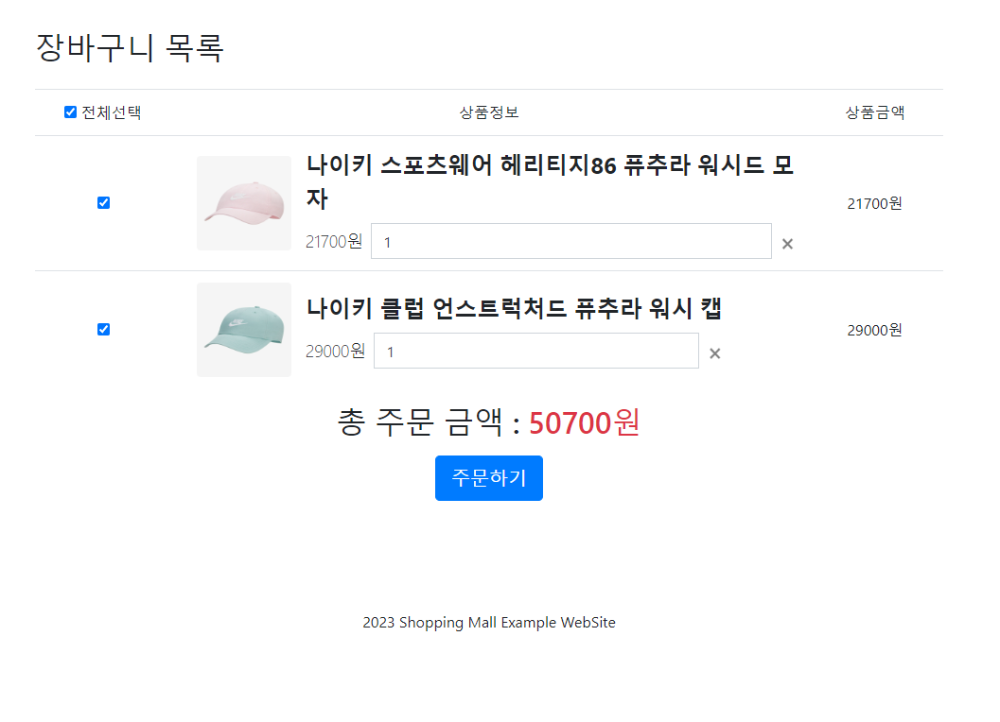 장바구니 목록
전체선택 상품정보 상품금액
나이키 스포츠웨어 헤리티지86 퓨추라 워시드 모
자
21700원 1 ×
21700원
나이키 클럽 언스트럭처드 퓨추라 워시 캡
29000원 1 ×
29000원
총 주문 금액 : 50700원
주문하기
2023 Shopping Mall Example WebSite